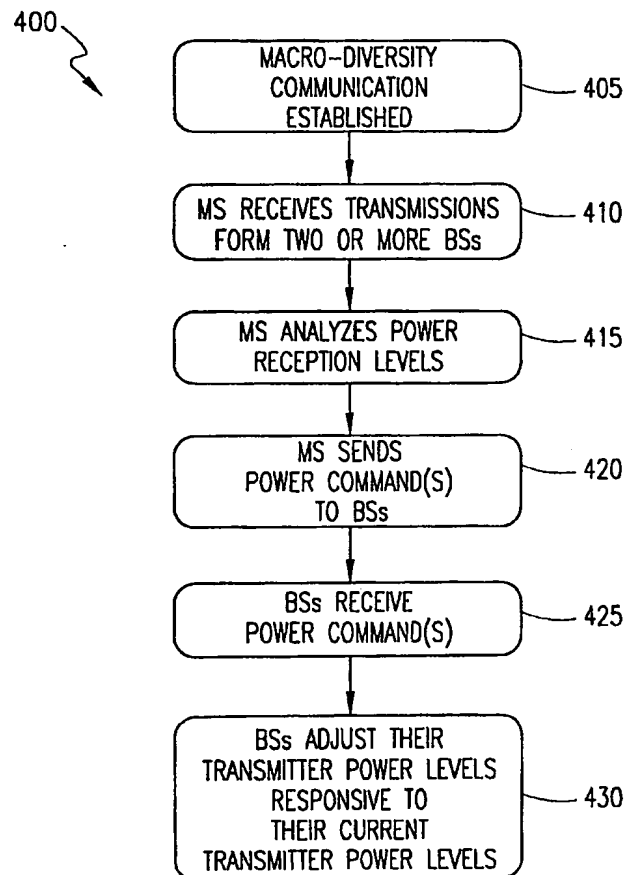 400
MACRO-DIVERSITY
COMMUNICATION
ESTABLISHED
405
MS RECEIVES TRANSMISSIONS
FORM TWO OR MORE BSs
410
MS ANALYZES POWER
RECEPTION LEVELS
415
MS SENDS
POWER COMMAND(S)
TO BSs
420
BSs RECEIVE
POWER COMMAND(S)
425
BSs ADJUST THEIR
TRANSMITTER POWER LEVELS
RESPONSIVE TO
THEIR CURRENT
TRANSMITTER POWER LEVELS
430